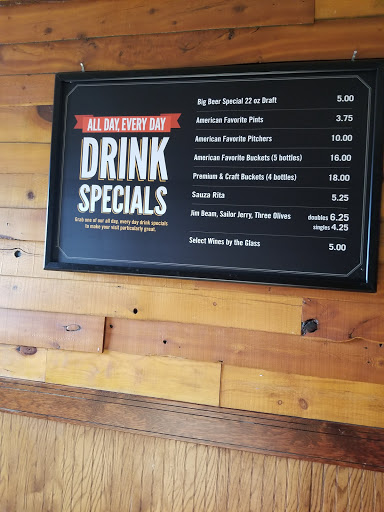 ALL DAY, EVERY DAY
DRINK
SPECIALS
Grab one of our all day, every day drink specials
to make your visit particularly great.
Big Beer Special 22 oz Draft 5.00
American Favorite Pints 3.75
American Favorite Pitchers 10.00
American Favorite Buckets (5 bottles) 16.00
Premium & Craft Buckets (4 bottles) 18.00
Sauza Rita 5.25
Jim Beam, Sailor Jerry, Three Olives doubles 6.25
singles 4.25
Select Wines by the Glass 5.00